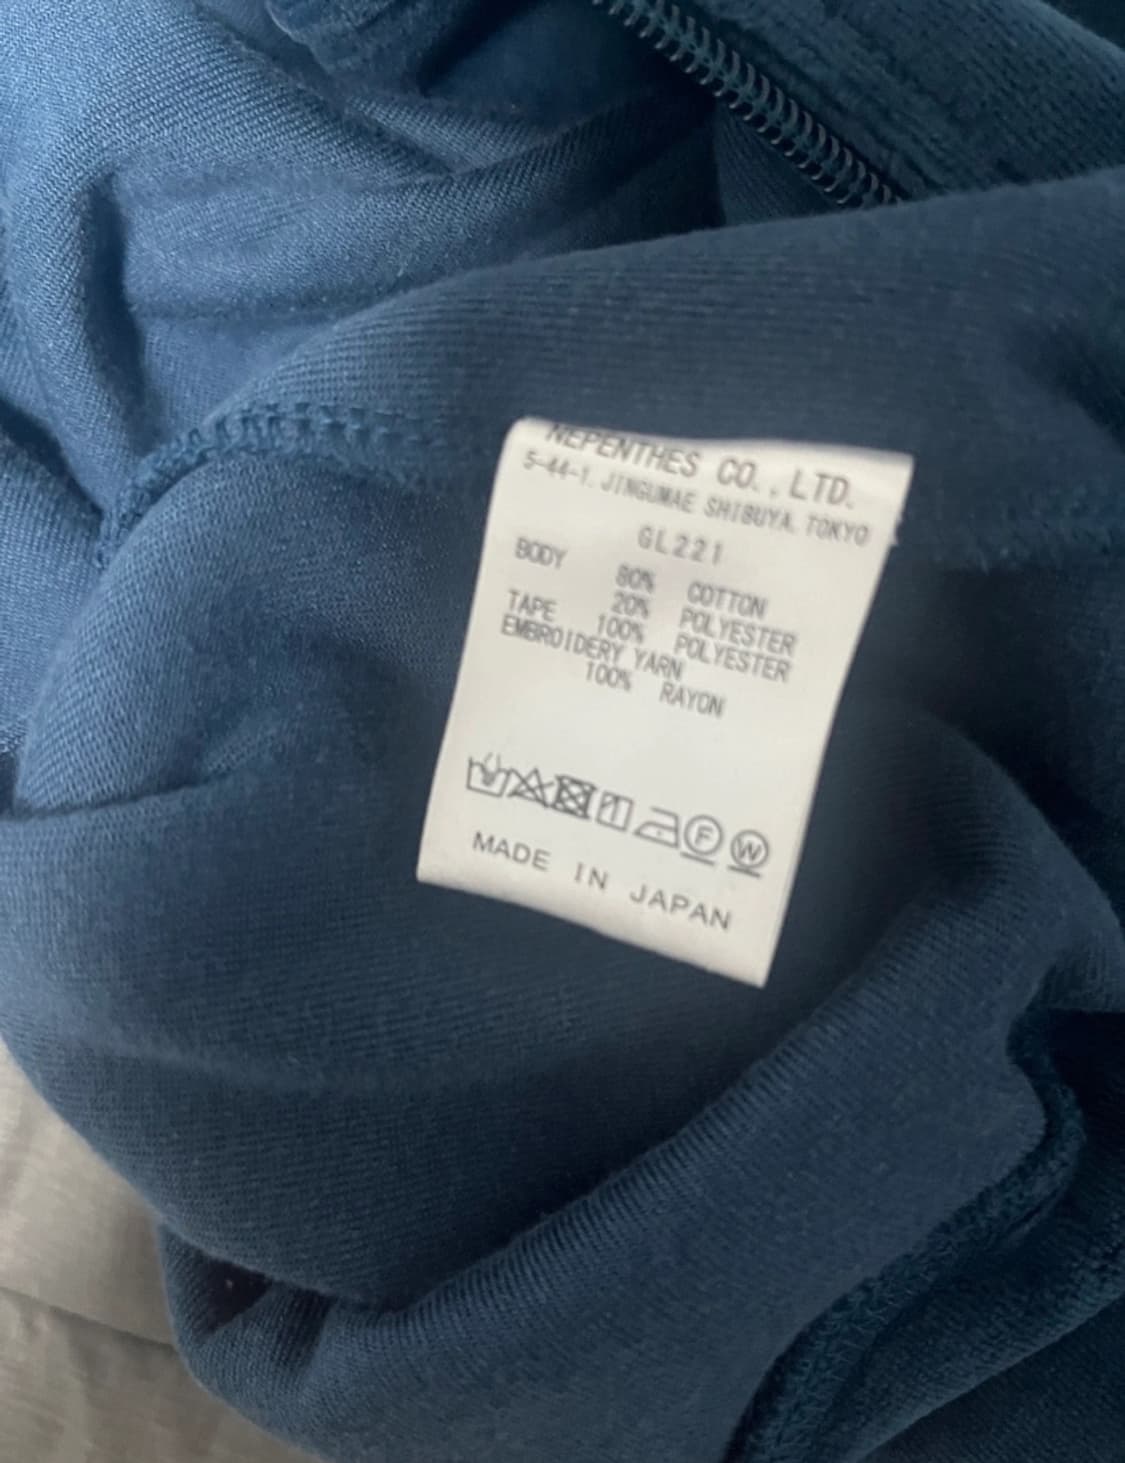 NEPENTHES CO., LTD.
5-44-1, JINGUMAE SHIBUYA, TOKYO
GL221
BODY 80% COTTON
20% POLYESTER
TAPE 100% POLYESTER
EMBROIDERY YARN
100% RAYON
F W
MADE IN JAPAN